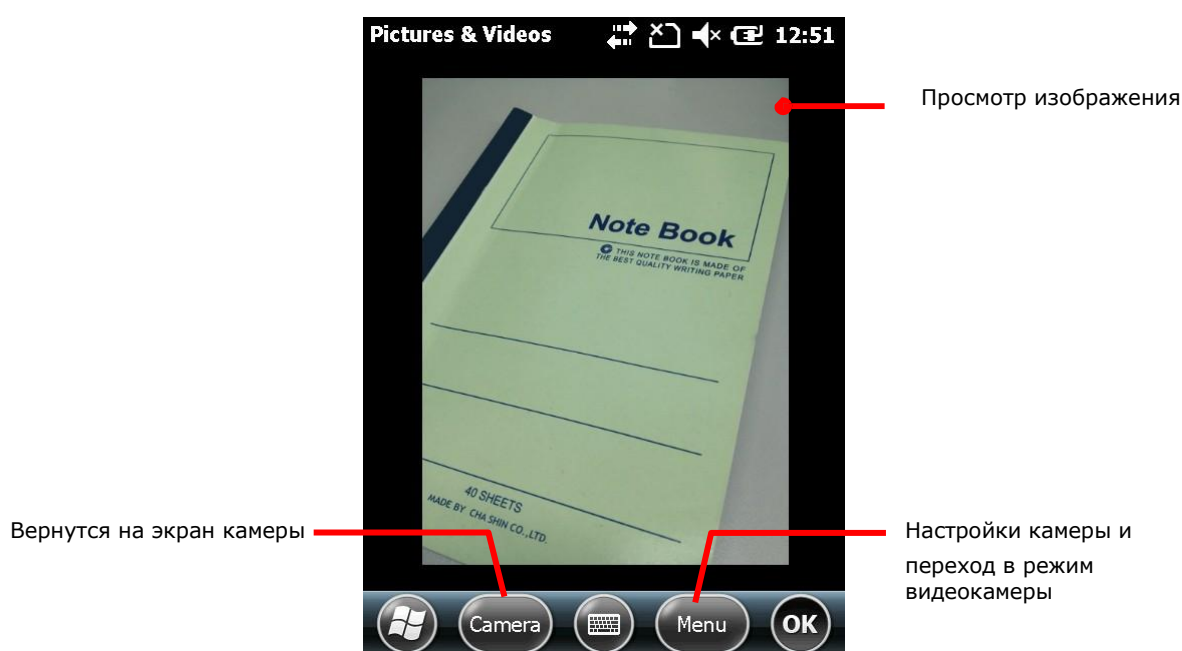 Pictures & Videos 12:51
Просмотр изображения
Note Book
THIS NOTE BOOK IS MADE OF
THE BEST QUALITY WRITING PAPER
40 SHEETS
MADE BY CHA SHIN CO.,LTD.
Вернутся на экран камеры
Настройки камеры и
переход в режим
видеокамеры
Camera
Menu
OK